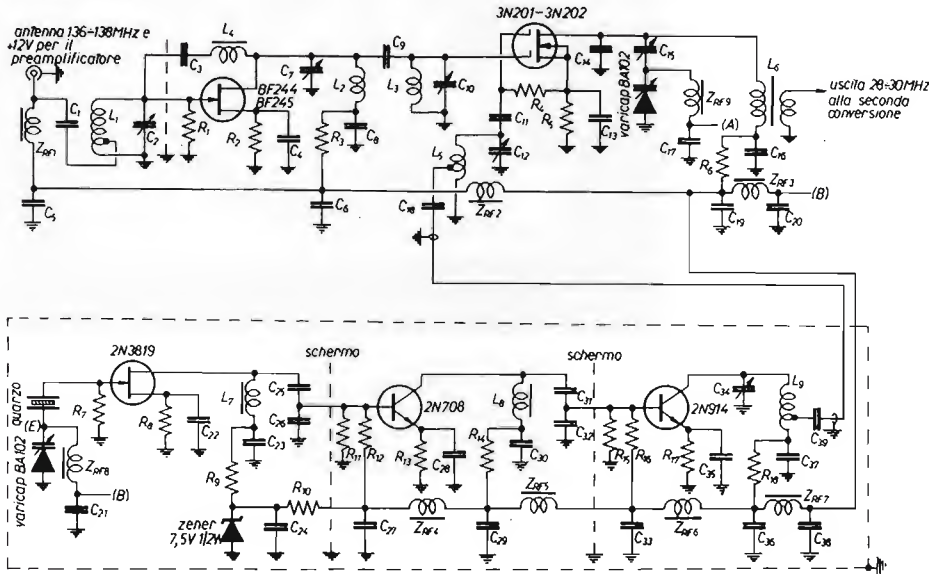 antenna 136-138MHz e
+12V per il
preamplificatore
3N201-3N202
L4
C3
C9
C14
C15
L6
C7
L2
L3
C10
BF244
BF245
varicap BA102
uscita 28÷30MHz
alla seconda
conversione
ZRF1
C1
L1
C2
R1
R2
C4
R3
C8
R4
R5
C11
C12
C13
L5
ZRF9
(A)
C17
R6
C16
ZRF3
(B)
C5
C6
C18
ZRF2
C19
C20
2N3819
schermo
schermo
quarzo
varicap BA102
(E)
R7
R8
C22
L7
C25
C26
C23
ZRF8
(B)
C21
R9
R10
zener
7,5V 1/2W
C24
2N708
R11
R12
R13
C28
L8
C31
C32
R14
C30
C27
ZRF4
C29
ZRF5
2N914
R15
R16
R17
C35
C34
L9
C39
C37
R18
C33
ZRF6
C36
ZRF7
C38